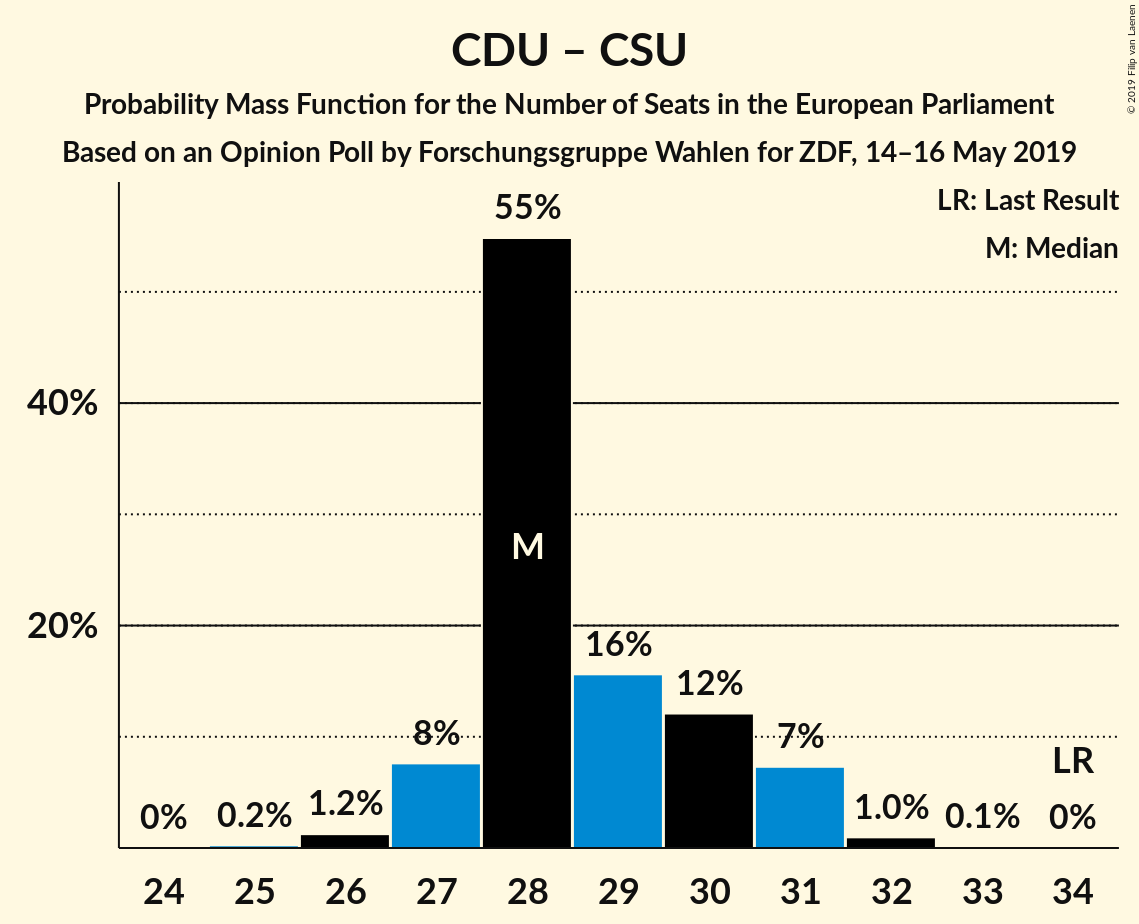 CDU – CSU
Probability Mass Function for the Number of Seats in the European Parliament
Based on an Opinion Poll by Forschungsgruppe Wahlen for ZDF, 14–16 May 2019
© 2019 Filip van Laenen
LR: Last Result
M: Median
55%
40%
M
20%
16%
12%
8%
7%
LR
0%
0.2%
1.2%
1.0%
0.1%
0%
24 25 26 27 28 29 30 31 32 33 34